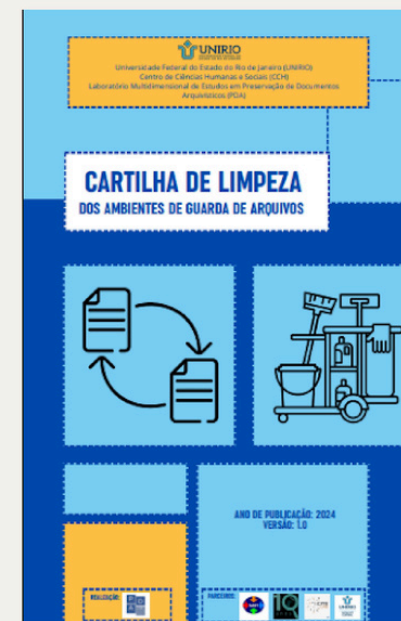 UNIRIO
Universidade Federal do Estado do Rio de Janeiro (UNIRIO)
Centro de Ciências Humanas e Sociais (CCH)
Laboratório Multidimensional de Estudos em Preservação de Documentos
Arquivísticos (PDA)
CARTILHA DE LIMPEZA
DOS AMBIENTES DE GUARDA DE ARQUIVOS
ANO DE PUBLICAÇÃO: 2024
VERSÃO: 1.0
REALIZAÇÃO:
PARCEIROS: